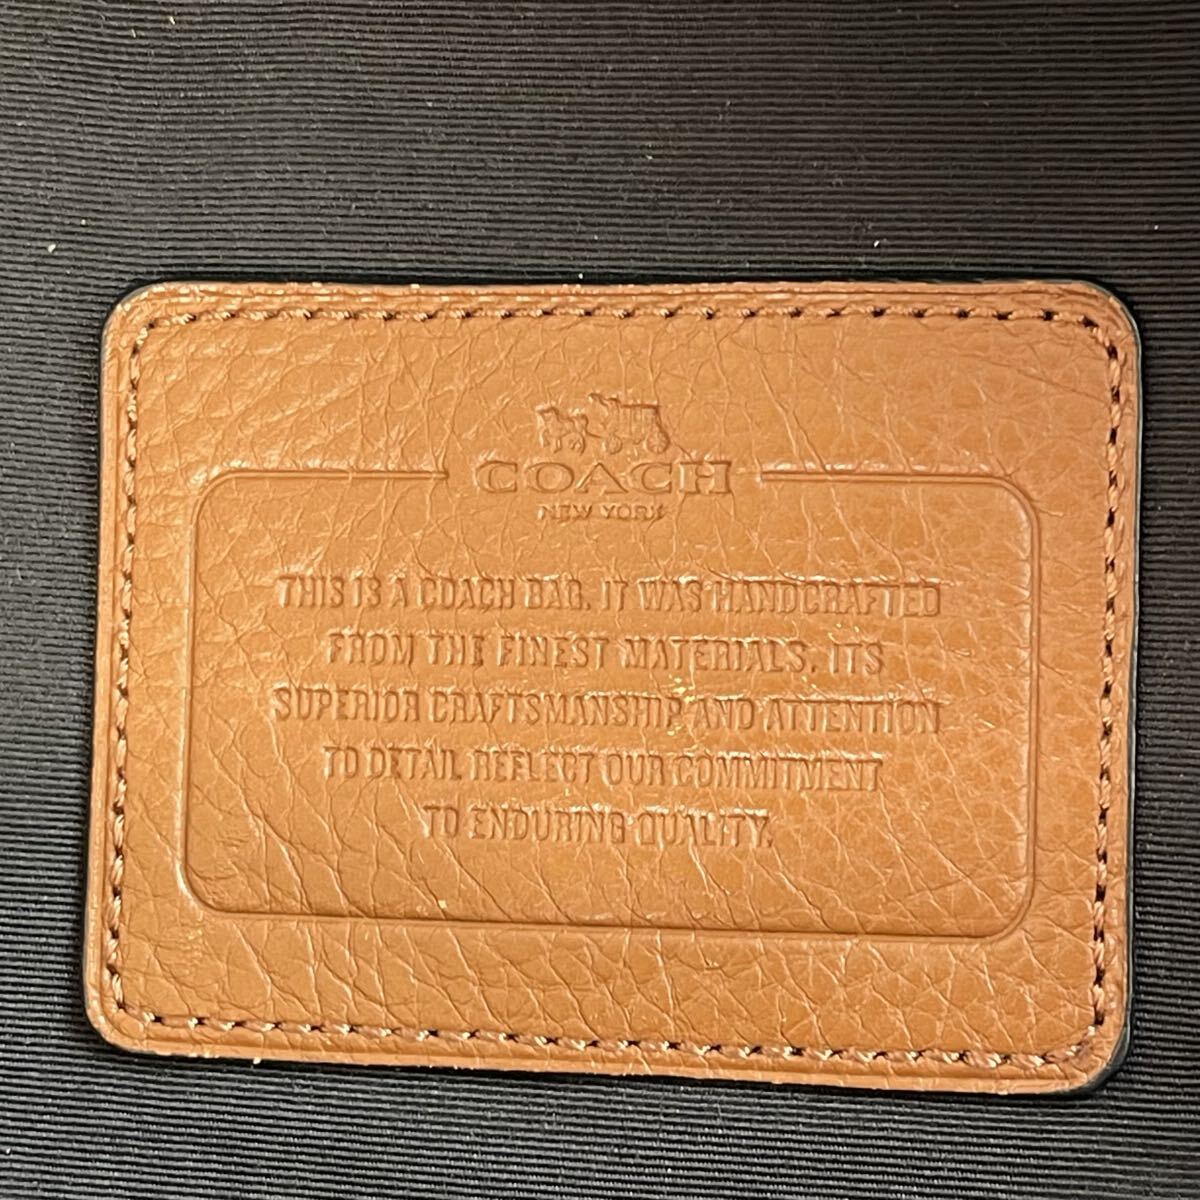 COACH
NEW YORK
THIS IS A COACH BAG. IT WAS HANDCRAFTED
FROM THE FINEST MATERIALS. ITS
SUPERIOR CRAFTSMANSHIP AND ATTENTION
TO DETAIL REFLECT OUR COMMITMENT
TO ENDURING QUALITY.